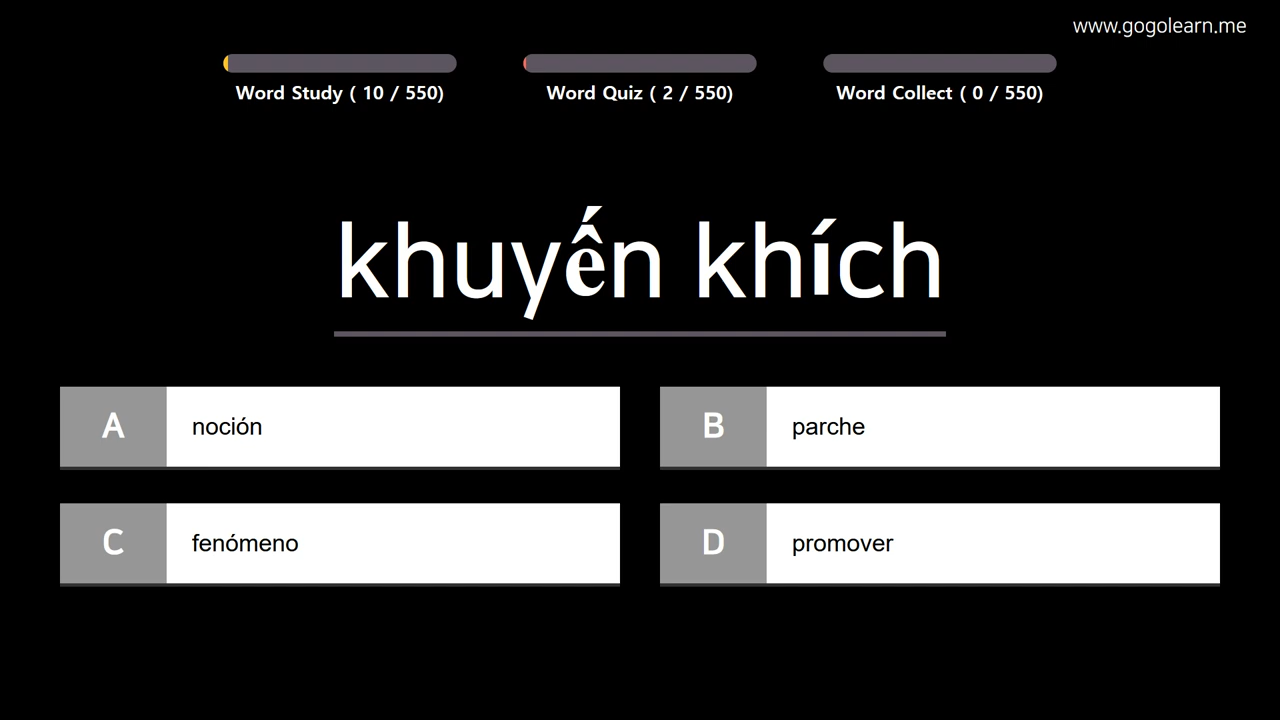 www.gogolearn.me
Word Study ( 10 / 550)
Word Quiz ( 2 / 550)
Word Collect ( 0 / 550)
khuyến khích
A noción
B parche
C fenómeno
D promover